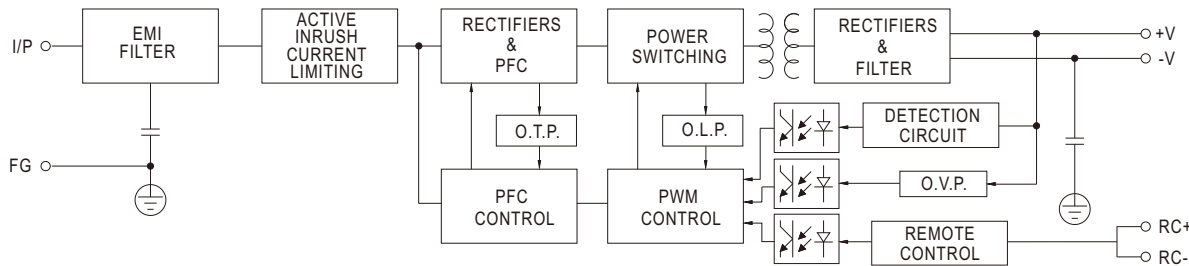 I/P
EMI
FILTER
ACTIVE
INRUSH
CURRENT
LIMITING
RECTIFIERS
&
PFC
POWER
SWITCHING
RECTIFIERS
&
FILTER
+V
-V
O.T.P.
O.L.P.
DETECTION
CIRCUIT
FG
PFC
CONTROL
PWM
CONTROL
O.V.P.
REMOTE
CONTROL
RC+
RC-